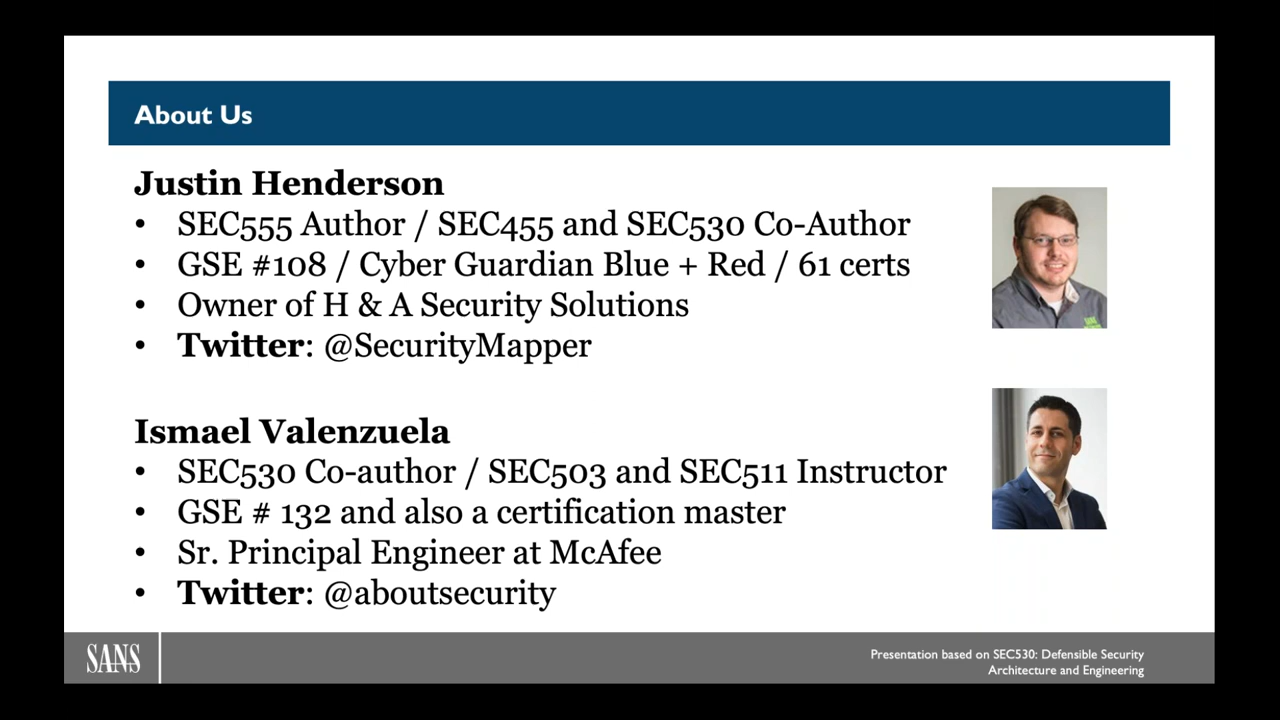 About Us
Justin Henderson
• SEC555 Author / SEC455 and SEC530 Co-Author
• GSE #108 / Cyber Guardian Blue + Red / 61 certs
• Owner of H & A Security Solutions
• Twitter: @SecurityMapper
Ismael Valenzuela
• SEC530 Co-author / SEC503 and SEC511 Instructor
• GSE # 132 and also a certification master
• Sr. Principal Engineer at McAfee
• Twitter: @aboutsecurity
SANS
Presentation based on SEC530: Defensible Security
Architecture and Engineering